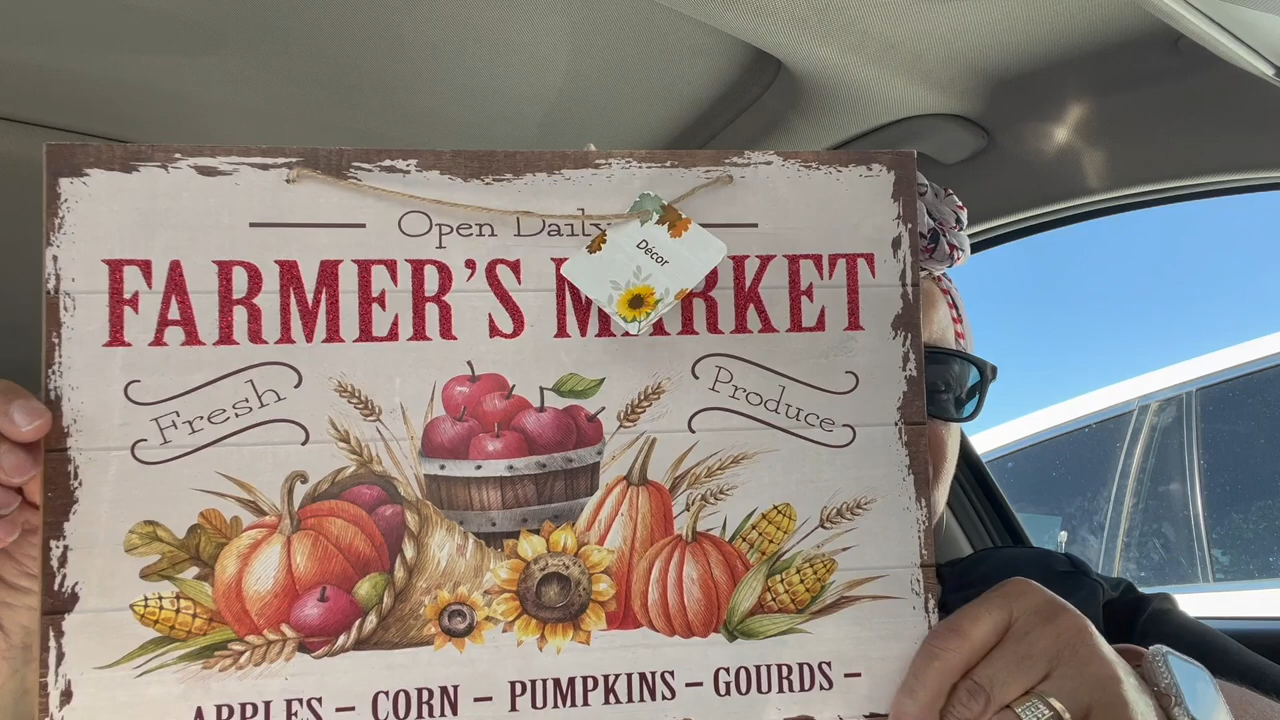 Open Daily
FARMER'S MARKET
Décor
Fresh
Produce
APPLES – CORN – PUMPKINS – GOURDS –